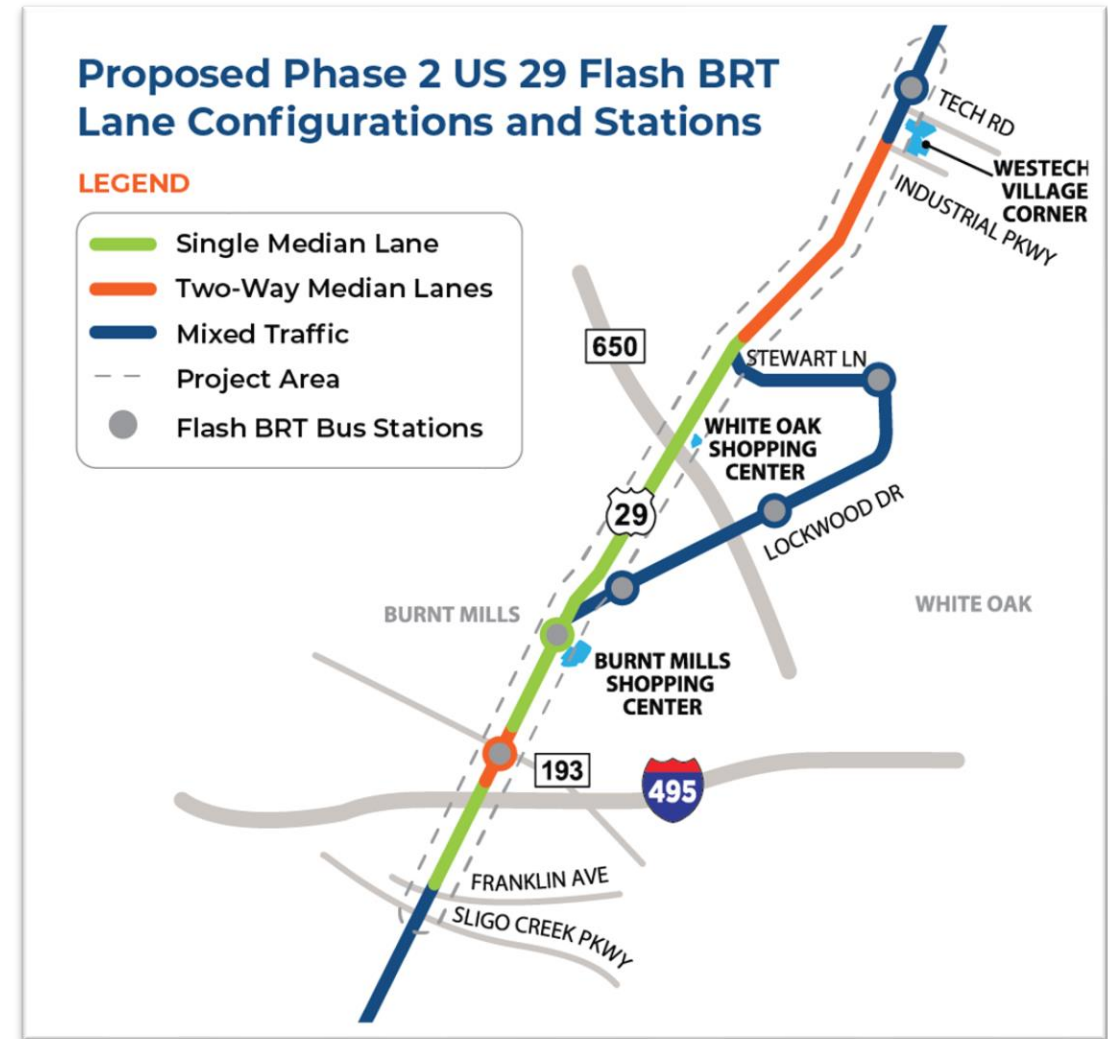 Proposed Phase 2 US 29 Flash BRT
Lane Configurations and Stations
LEGEND
Single Median Lane
Two-Way Median Lanes
Mixed Traffic
Project Area
Flash BRT Bus Stations
TECH RD
WESTECH
VILLAGE
CORNER
INDUSTRIAL PKWY
650
STEWART LN
WHITE OAK
SHOPPING
CENTER
29
LOCKWOOD DR
BURNT MILLS
WHITE OAK
BURNT MILLS
SHOPPING
CENTER
193
495
FRANKLIN AVE
SLIGO CREEK PKWY